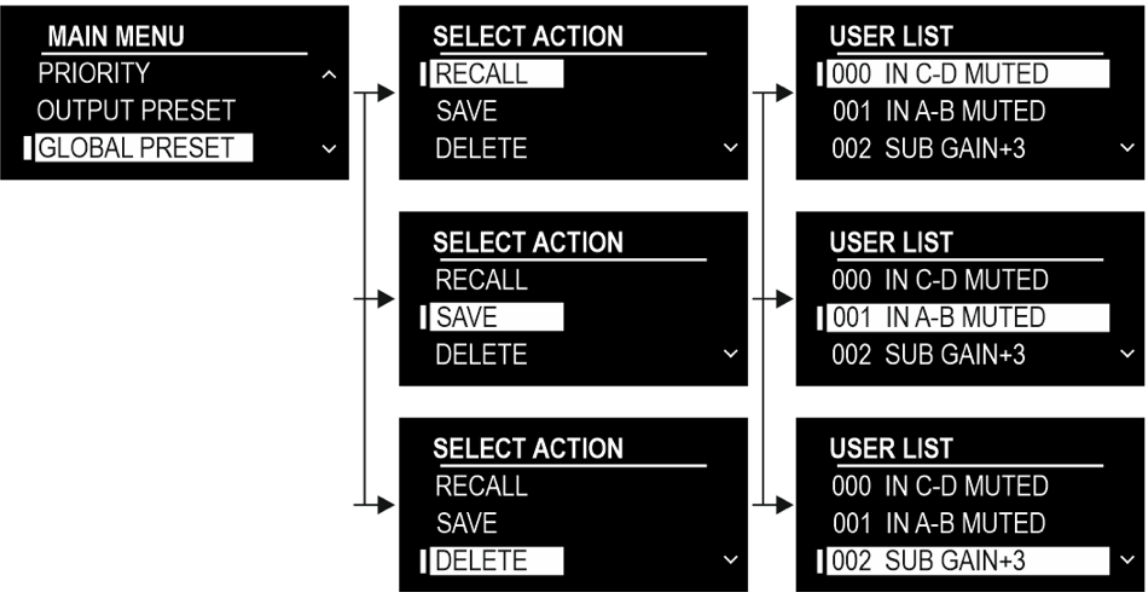 MAIN MENU
PRIORITY
OUTPUT PRESET
GLOBAL PRESET
SELECT ACTION
RECALL
SAVE
DELETE
USER LIST
000 IN C-D MUTED
001 IN A-B MUTED
002 SUB GAIN+3
SELECT ACTION
RECALL
SAVE
DELETE
USER LIST
000 IN C-D MUTED
001 IN A-B MUTED
002 SUB GAIN+3
SELECT ACTION
RECALL
SAVE
DELETE
USER LIST
000 IN C-D MUTED
001 IN A-B MUTED
002 SUB GAIN+3